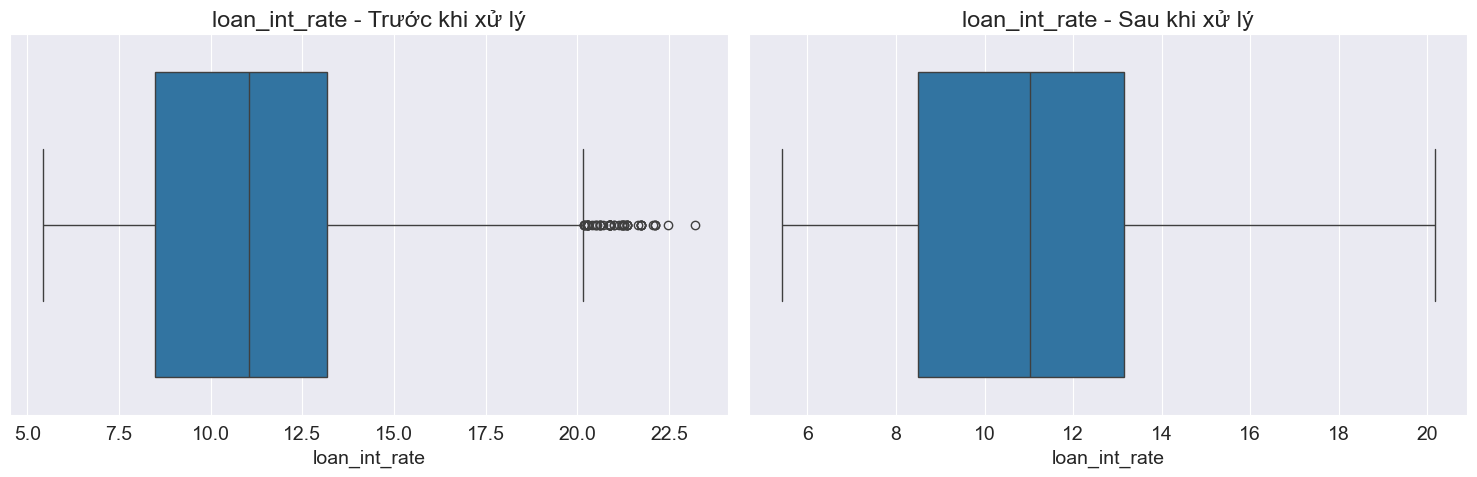 loan_int_rate - Trước khi xử lý
5.0 7.5 10.0 12.5 15.0 17.5 20.0 22.5
loan_int_rate
loan_int_rate - Sau khi xử lý
6 8 10 12 14 16 18 20
loan_int_rate